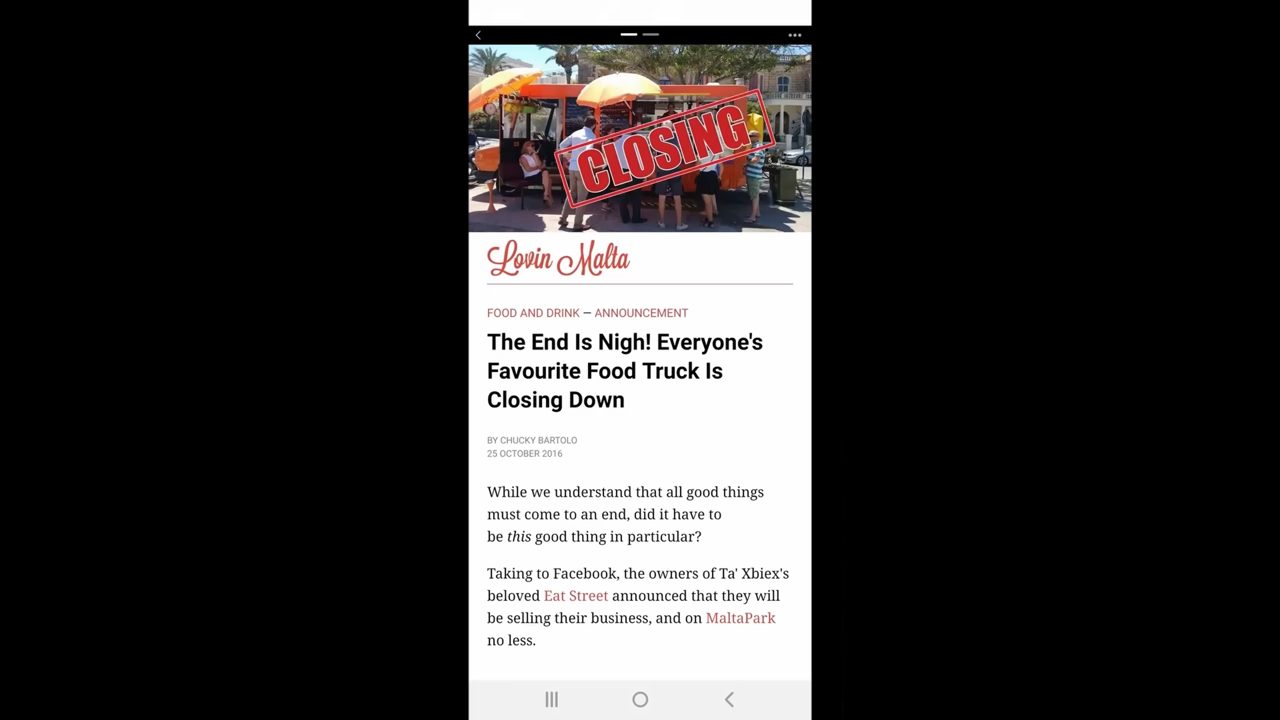 CLOSING
Lovin Malta
FOOD AND DRINK — ANNOUNCEMENT
The End Is Nigh! Everyone's
Favourite Food Truck Is
Closing Down
BY CHUCKY BARTOLO
25 OCTOBER 2016
While we understand that all good things
must come to an end, did it have to
be this good thing in particular?
Taking to Facebook, the owners of Ta' Xbiex's
beloved Eat Street announced that they will
be selling their business, and on MaltaPark
no less.